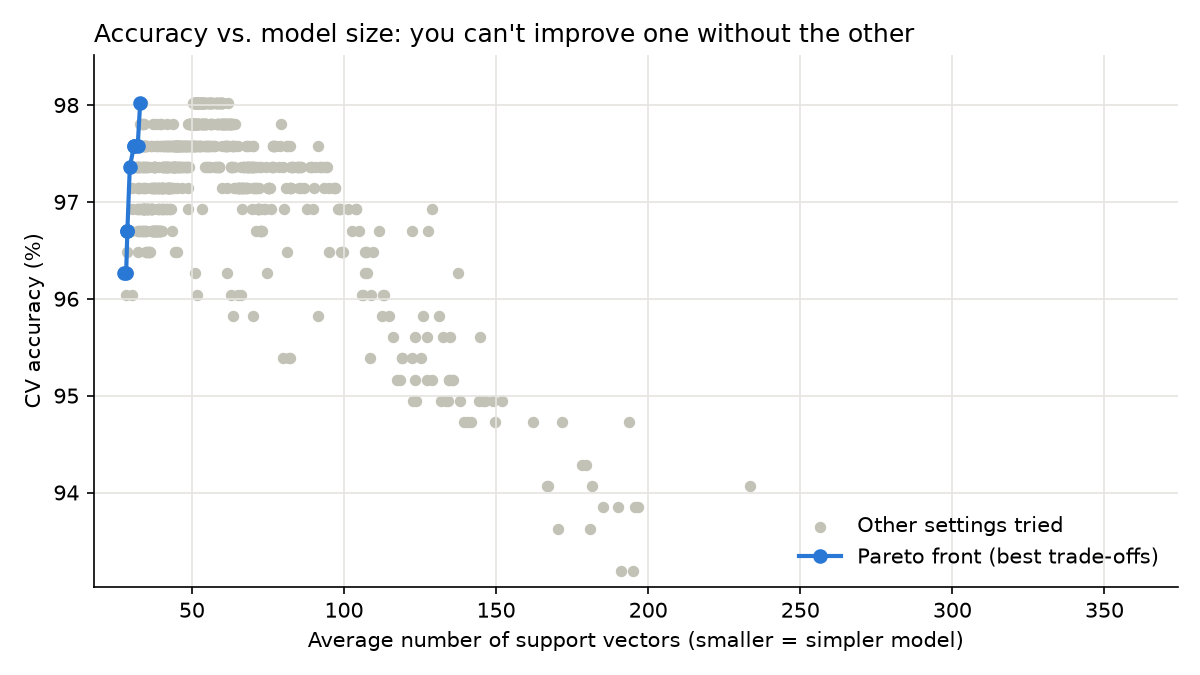 Accuracy vs. model size: you can't improve one without the other
98
97
96
95
94
CV accuracy (%)
50 100 150 200 250 300 350
Average number of support vectors (smaller = simpler model)
Other settings tried
Pareto front (best trade-offs)